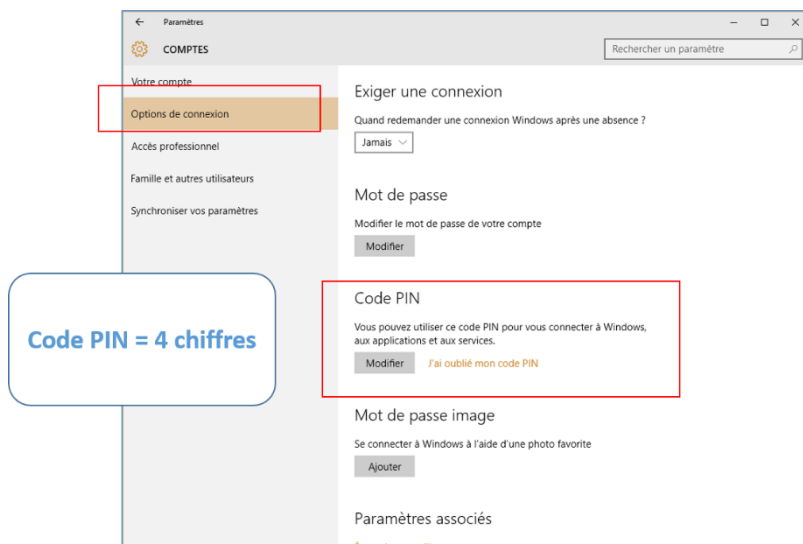 Paramètres
COMPTES
Rechercher un paramètre
Votre compte
Options de connexion
Accès professionnel
Famille et autres utilisateurs
Synchroniser vos paramètres
Exiger une connexion
Quand redemander une connexion Windows après une absence ?
Jamais
Mot de passe
Modifier le mot de passe de votre compte
Modifier
Code PIN = 4 chiffres
Code PIN
Vous pouvez utiliser ce code PIN pour vous connecter à Windows,
aux applications et aux services.
Modifier J'ai oublié mon code PIN
Mot de passe image
Se connecter à Windows à l'aide d'une photo favorite
Ajouter
Paramètres associés